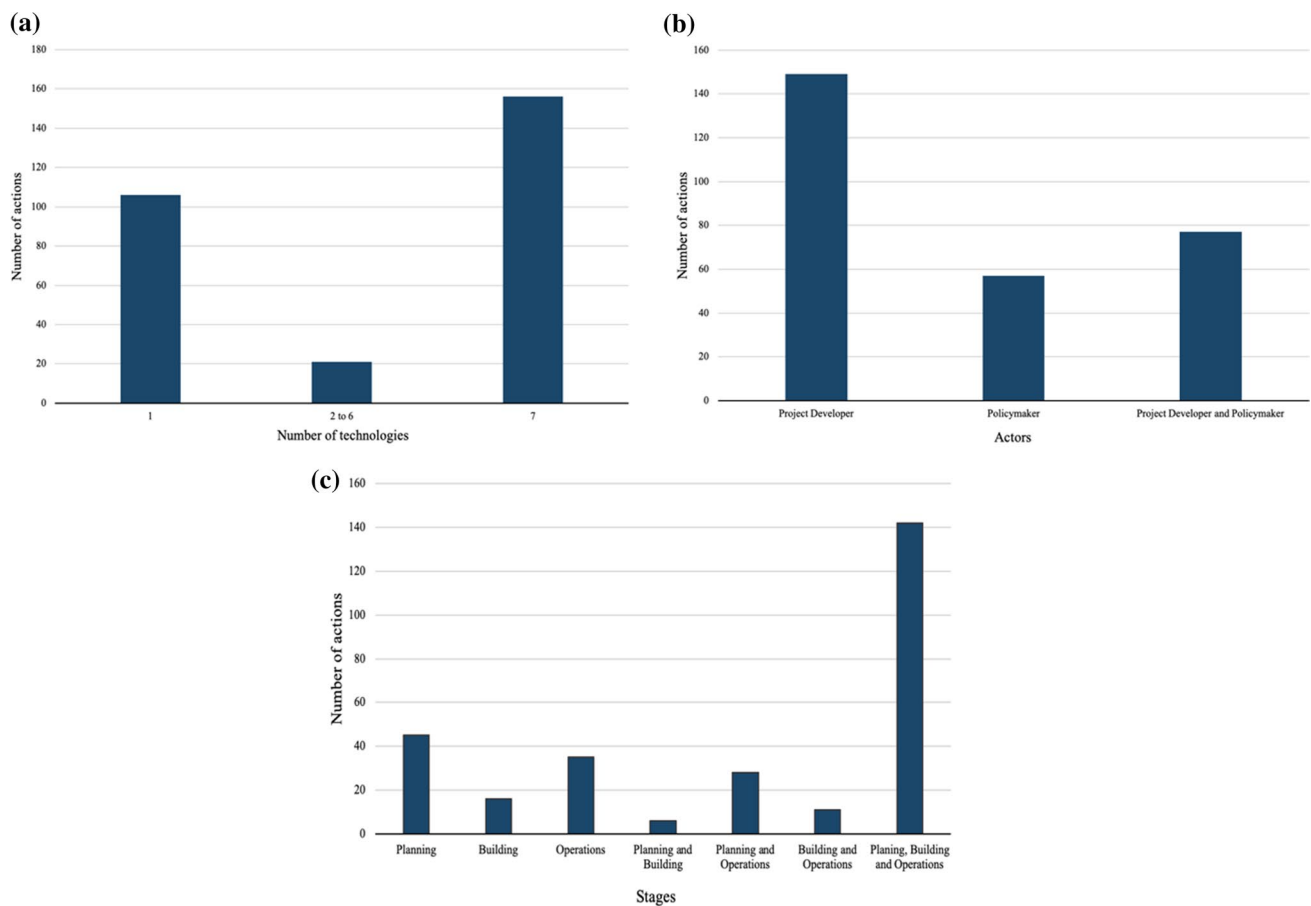 (a)
180
160
140
120
100
80
60
40
20
0
Number of actions
1
2 to 6
7
Number of technologies
(b)
160
140
120
100
80
60
40
20
0
Number of actions
Project Developer
Policymaker
Project Developer and Policymaker
Actors
(c)
160
140
120
100
80
60
40
20
0
Number of actions
Planning
Building
Operations
Planning and
Building
Planning and
Operations
Building and
Operations
Planing, Building
and Operations
Stages